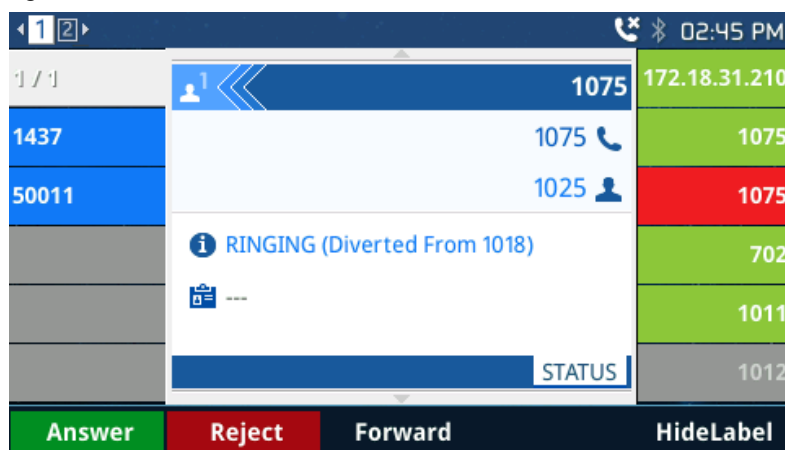 1 2 02:45 PM
1 / 1
1437
50011
1 1075
1075
1025
RINGING (Diverted From 1018)
---
STATUS
172.18.31.210
1075
1075
702
1011
1012
Answer Reject Forward HideLabel